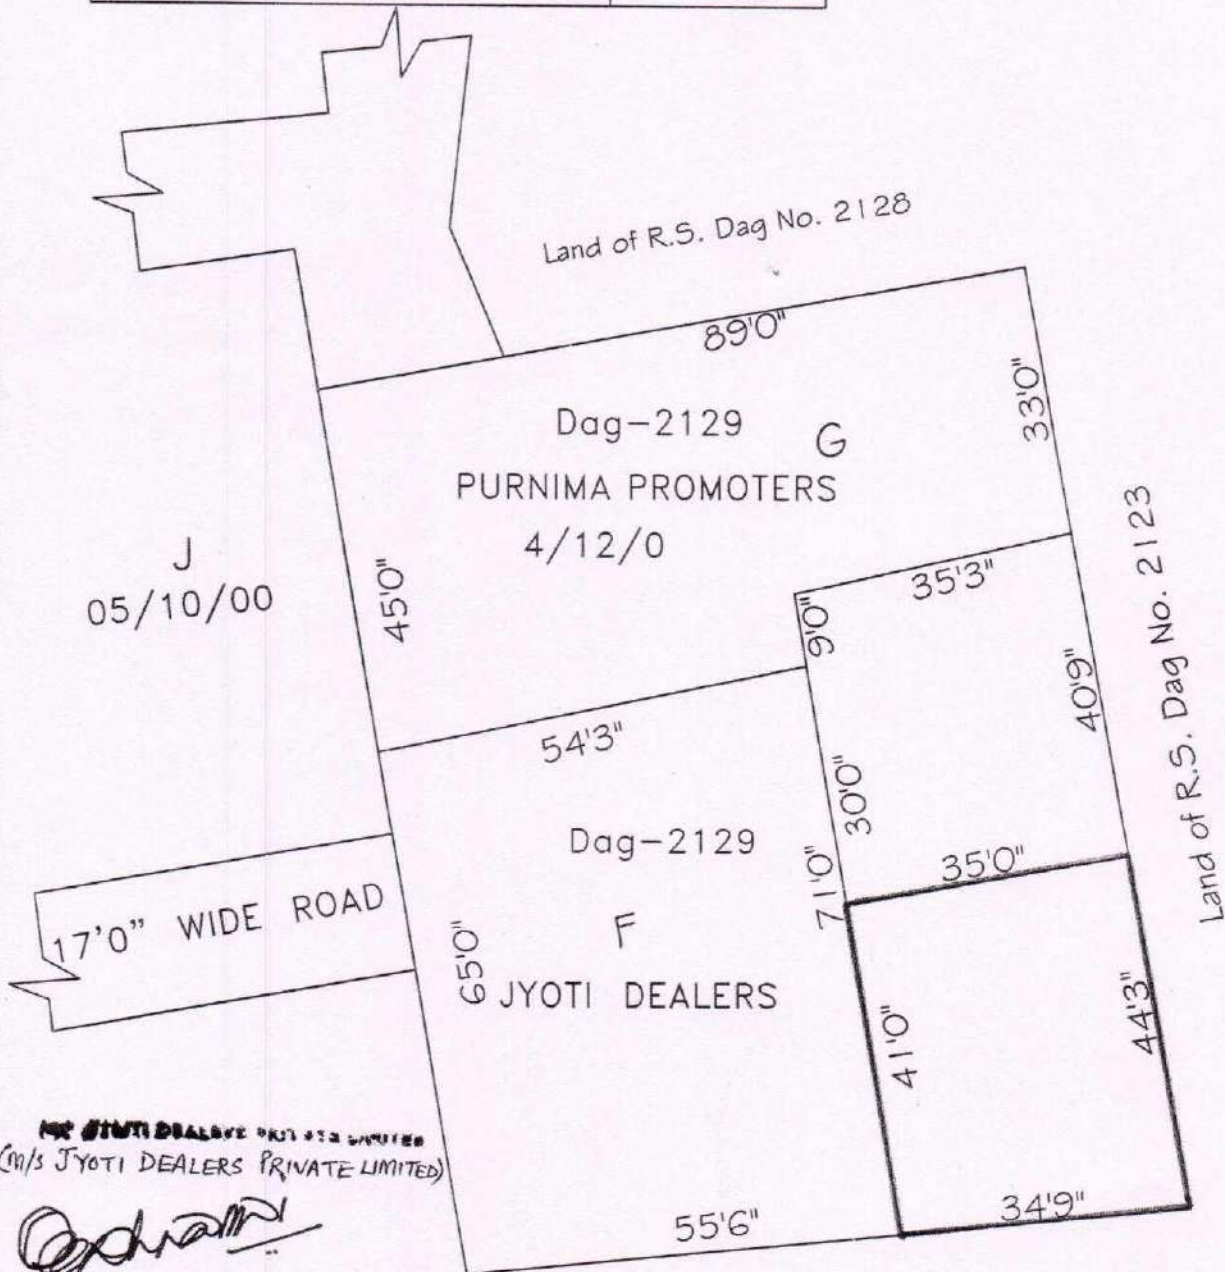 Land of R.S. Dag No. 2128
89'0"
33'0"
Dag-2129
G
PURNIMA PROMOTERS
4/12/0
J
05/10/00
45'0"
9'0"
35'3"
Land of R.S. Dag No. 2123
40'9"
54'3"
30'0"
Dag-2129
71'0"
35'0"
17'0" WIDE ROAD
F
65'0"
JYOTI DEALERS
41'0"
44'3"
(M/S JYOTI DEALERS PRIVATE LIMITED)
55'6"
34'9"